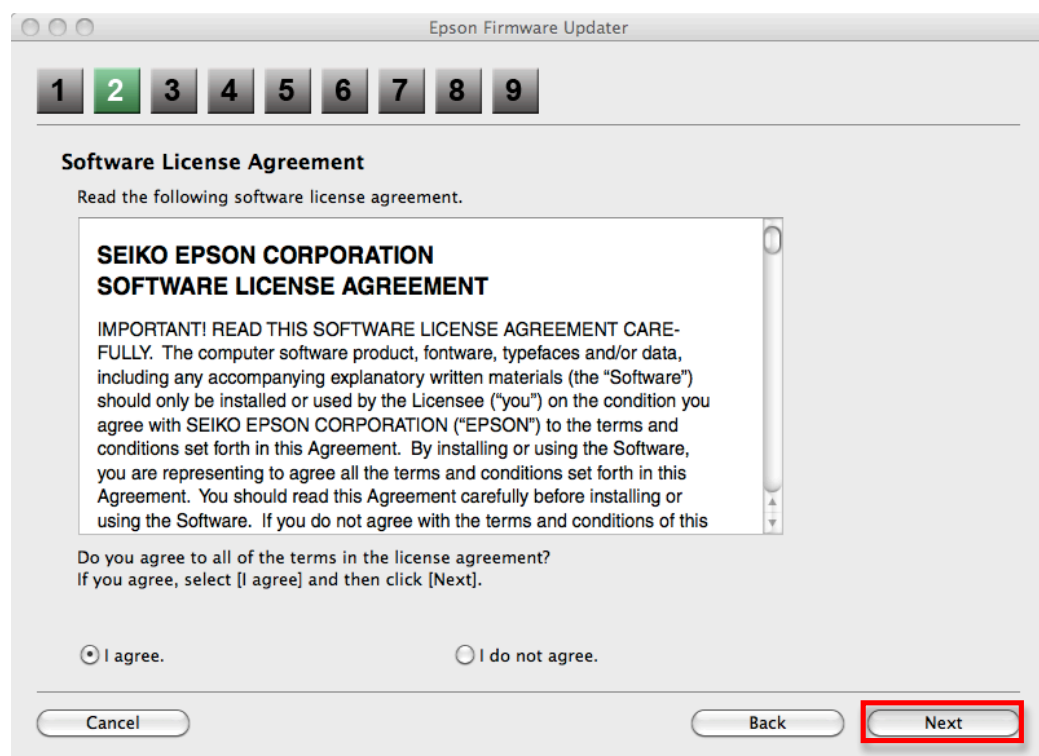 Epson Firmware Updater
1 2 3 4 5 6 7 8 9
Software License Agreement
Read the following software license agreement.
SEIKO EPSON CORPORATION
SOFTWARE LICENSE AGREEMENT
IMPORTANT! READ THIS SOFTWARE LICENSE AGREEMENT CARE-
FULLY. The computer software product, fontware, typefaces and/or data,
including any accompanying explanatory written materials (the “Software”)
should only be installed or used by the Licensee (“you”) on the condition you
agree with SEIKO EPSON CORPORATION (“EPSON”) to the terms and
conditions set forth in this Agreement. By installing or using the Software,
you are representing to agree all the terms and conditions set forth in this
Agreement. You should read this Agreement carefully before installing or
using the Software. If you do not agree with the terms and conditions of this
Do you agree to all of the terms in the license agreement?
If you agree, select [I agree] and then click [Next].
I agree. I do not agree.
Cancel Back Next